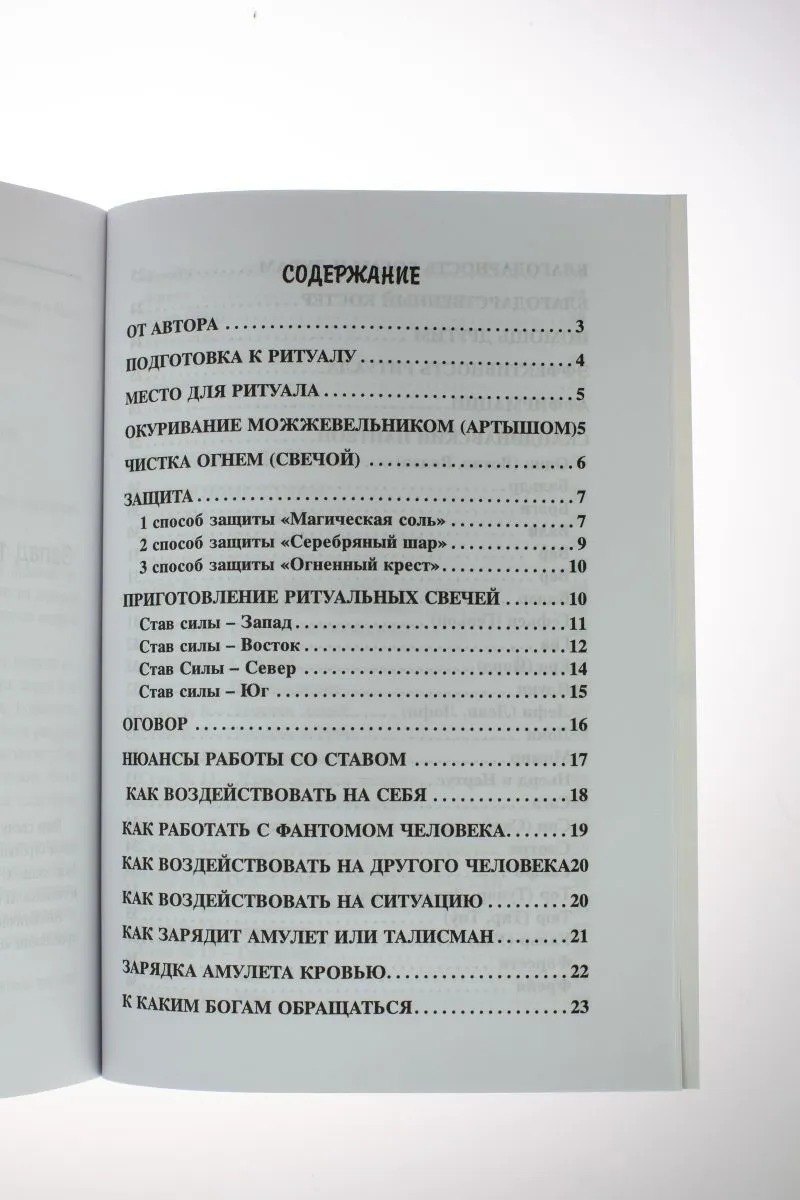 СОДЕРЖАНИЕ
ОТ АВТОРА ........................................ 3
ПОДГОТОВКА К РИТУАЛУ ........................ 4
МЕСТО ДЛЯ РИТУАЛА ............................ 5
ОКУРИВАНИЕ МОЖЖЕВЕЛЬНИКОМ (АРТЫШОМ)5
ЧИСТКА ОГНЕМ (СВЕЧОЙ) ...................... 6
ЗАЩИТА ............................................ 7
1 способ защиты «Магическая соль» ............ 7
2 способ защиты «Серебряный шар» ............. 9
3 способ защиты «Огненный крест» ............. 10
ПРИГОТОВЛЕНИЕ РИТУАЛЬНЫХ СВЕЧЕЙ ....... 10
Став силы – Запад ................................ 11
Став силы – Восток ............................... 12
Став Силы – Север ................................ 14
Став силы – Юг ................................... 15
ОГОВОР ............................................ 16
НЮАНСЫ РАБОТЫ СО СТАВОМ .................. 17
КАК ВОЗДЕЙСТВОВАТЬ НА СЕБЯ ................ 18
КАК РАБОТАТЬ С ФАНТОМОМ ЧЕЛОВЕКА ....... 19
КАК ВОЗДЕЙСТВОВАТЬ НА ДРУГОГО ЧЕЛОВЕКА20
КАК ВОЗДЕЙСТВОВАТЬ НА СИТУАЦИЮ .......... 20
КАК ЗАРЯДИТ АМУЛЕТ ИЛИ ТАЛИСМАН ........ 21
ЗАРЯДКА АМУЛЕТА КРОВЬЮ .................... 22
К КАКИМ БОГАМ ОБРАЩАТЬСЯ .................. 23